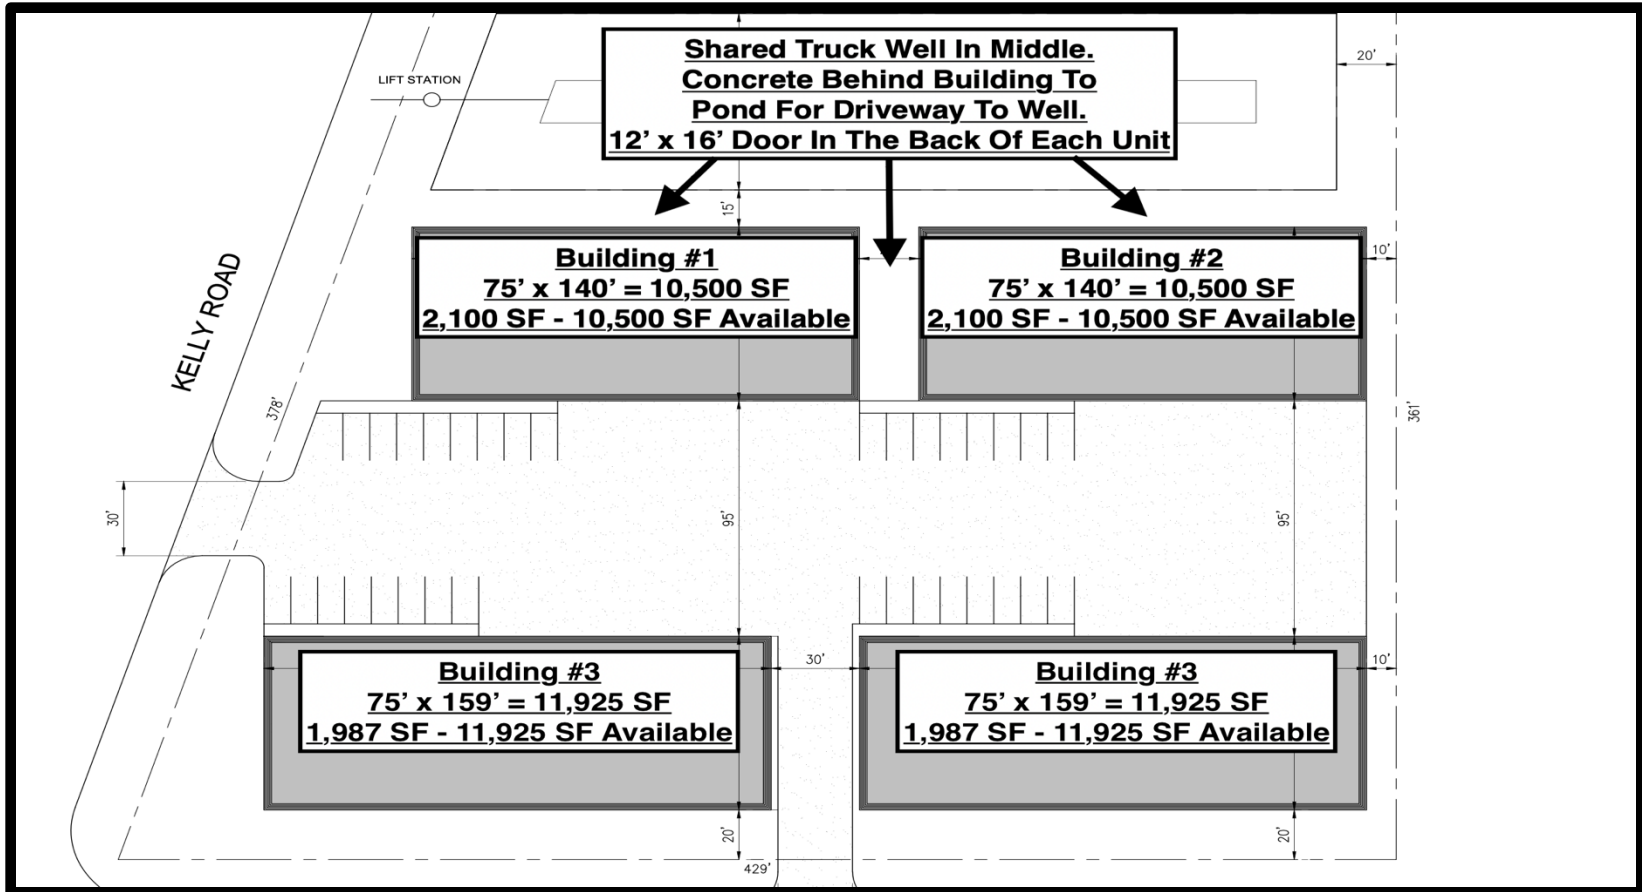 Shared Truck Well In Middle.
Concrete Behind Building To
Pond For Driveway To Well.
12’ x 16’ Door In The Back Of Each Unit
20'
LIFT STATION
15'
Building #1
75’ x 140’ = 10,500 SF
2,100 SF - 10,500 SF Available
Building #2
75’ x 140’ = 10,500 SF
2,100 SF - 10,500 SF Available
10'
KELLY ROAD
378'
361'
30'
95'
95'
Building #3
75’ x 159’ = 11,925 SF
1,987 SF - 11,925 SF Available
30'
Building #3
75’ x 159’ = 11,925 SF
1,987 SF - 11,925 SF Available
10'
20'
20'
429'